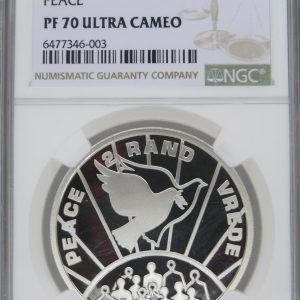 PEACE
PF 70 ULTRA CAMEO
6477346-003
NUMISMATIC GUARANTY COMPANY
NGC
PEACE 2 RAND VREDE